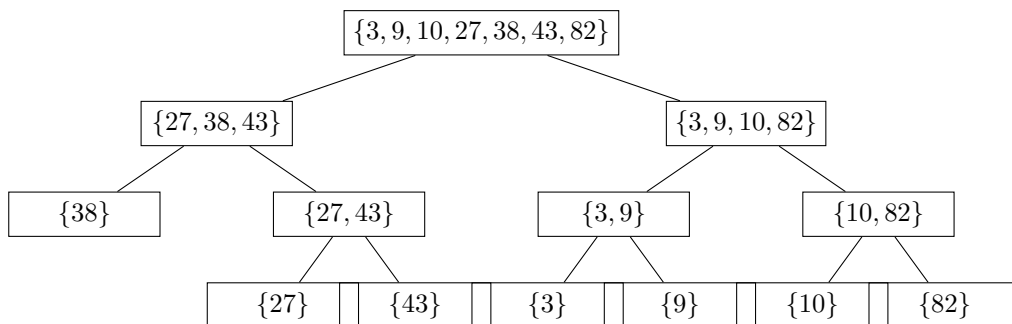 {3, 9, 10, 27, 38, 43, 82}
{27, 38, 43} {3, 9, 10, 82}
{38} {27, 43} {3, 9} {10, 82}
{27} {43} {3} {9} {10} {82}